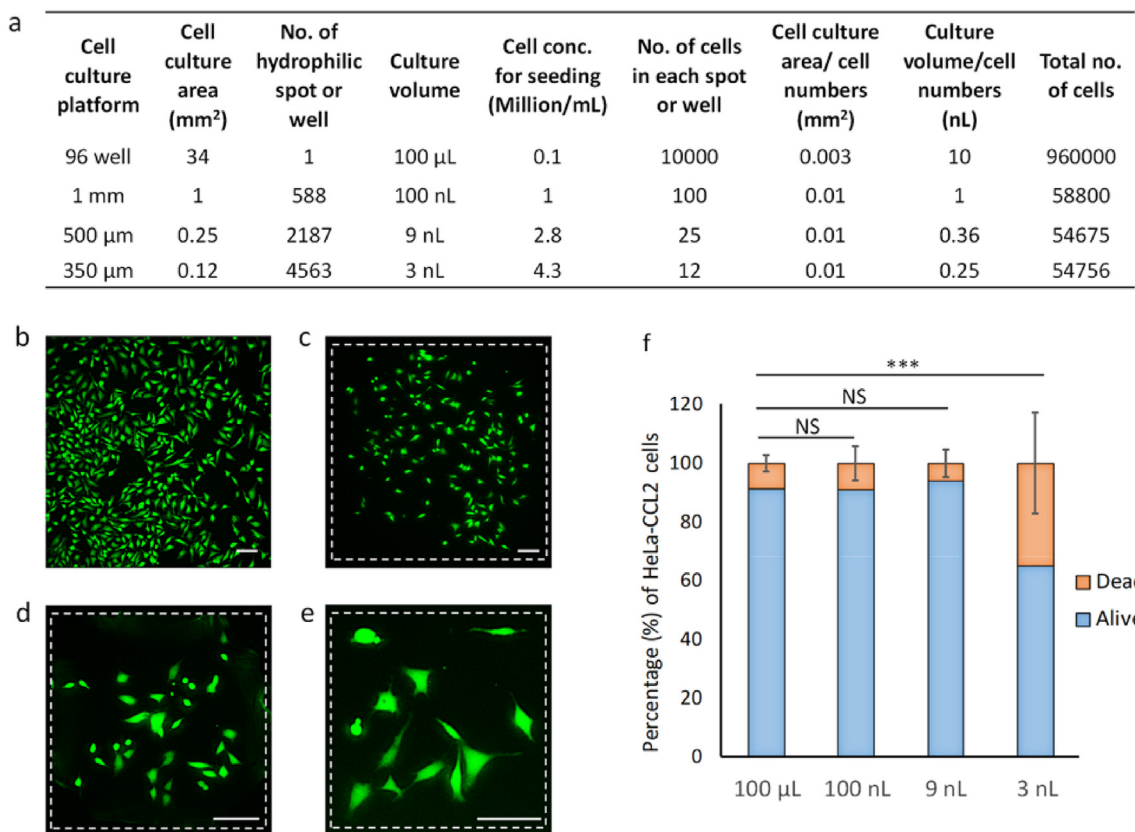 a
Cell culture platform Cell culture area (mm²) No. of hydrophilic spot or well Culture volume Cell conc. for seeding (Million/mL) No. of cells in each spot or well Cell culture area/ cell numbers (mm²) Culture volume/cell numbers (nL) Total no. of cells
96 well 34 1 100 µL 0.1 10000 0.003 10 960000
1 mm 1 588 100 nL 1 100 0.01 1 58800
500 µm 0.25 2187 9 nL 2.8 25 0.01 0.36 54675
350 µm 0.12 4563 3 nL 4.3 12 0.01 0.25 54756
b
c
d
e
f
***
NS
NS
Percentage (%) of HeLa-CCL2 cells
120
100
80
60
40
20
0
100 µL 100 nL 9 nL 3 nL
Dea
Alive